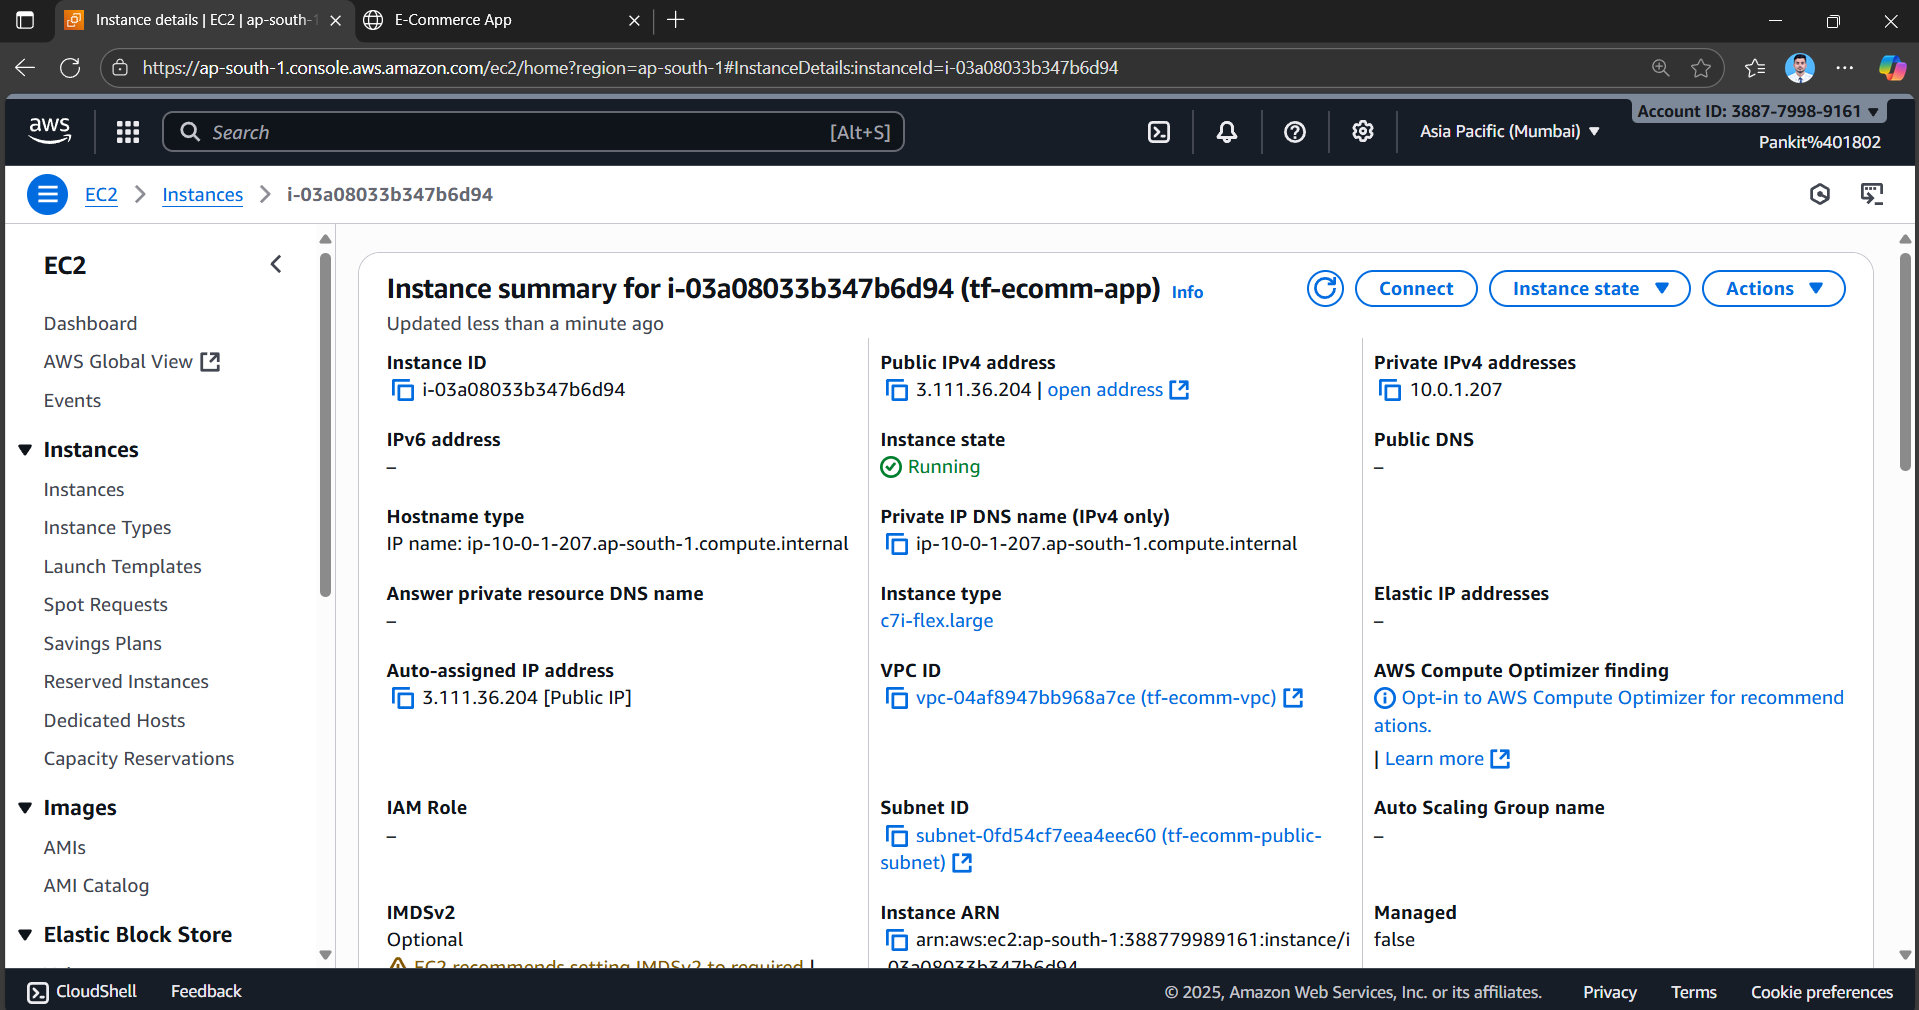 Instance details | EC2 | ap-south-1
E-Commerce App
https://ap-south-1.console.aws.amazon.com/ec2/home?region=ap-south-1#InstanceDetails:instanceId=i-03a08033b347b6d94
aws
Search
[Alt+S]
Asia Pacific (Mumbai)
Account ID: 3887-7998-9161
Pankit%401802
EC2
Instances
i-03a08033b347b6d94
EC2
Dashboard
AWS Global View
Events
Instances
Instances
Instance Types
Launch Templates
Spot Requests
Savings Plans
Reserved Instances
Dedicated Hosts
Capacity Reservations
Images
AMIs
AMI Catalog
Elastic Block Store
Instance summary for i-03a08033b347b6d94 (tf-ecomm-app) Info
Updated less than a minute ago
Connect
Instance state
Actions
Instance ID
i-03a08033b347b6d94
Public IPv4 address
3.111.36.204 | open address
Private IPv4 addresses
10.0.1.207
IPv6 address
–
Instance state
Running
Public DNS
–
Hostname type
IP name: ip-10-0-1-207.ap-south-1.compute.internal
Private IP DNS name (IPv4 only)
ip-10-0-1-207.ap-south-1.compute.internal
Answer private resource DNS name
–
Instance type
c7i-flex.large
Elastic IP addresses
–
Auto-assigned IP address
3.111.36.204 [Public IP]
VPC ID
vpc-04af8947bb968a7ce (tf-ecomm-vpc)
AWS Compute Optimizer finding
Opt-in to AWS Compute Optimizer for recommend
ations.
| Learn more
IAM Role
–
Subnet ID
subnet-0fd54cf7eea4eec60 (tf-ecomm-public-
subnet)
Auto Scaling Group name
–
IMDSv2
Optional
EC2 recommends setting IMDSv2 to required |
Instance ARN
arn:aws:ec2:ap-south-1:388779989161:instance/i
-03a08033b347b6d94
Managed
false
CloudShell
Feedback
© 2025, Amazon Web Services, Inc. or its affiliates.
Privacy
Terms
Cookie preferences